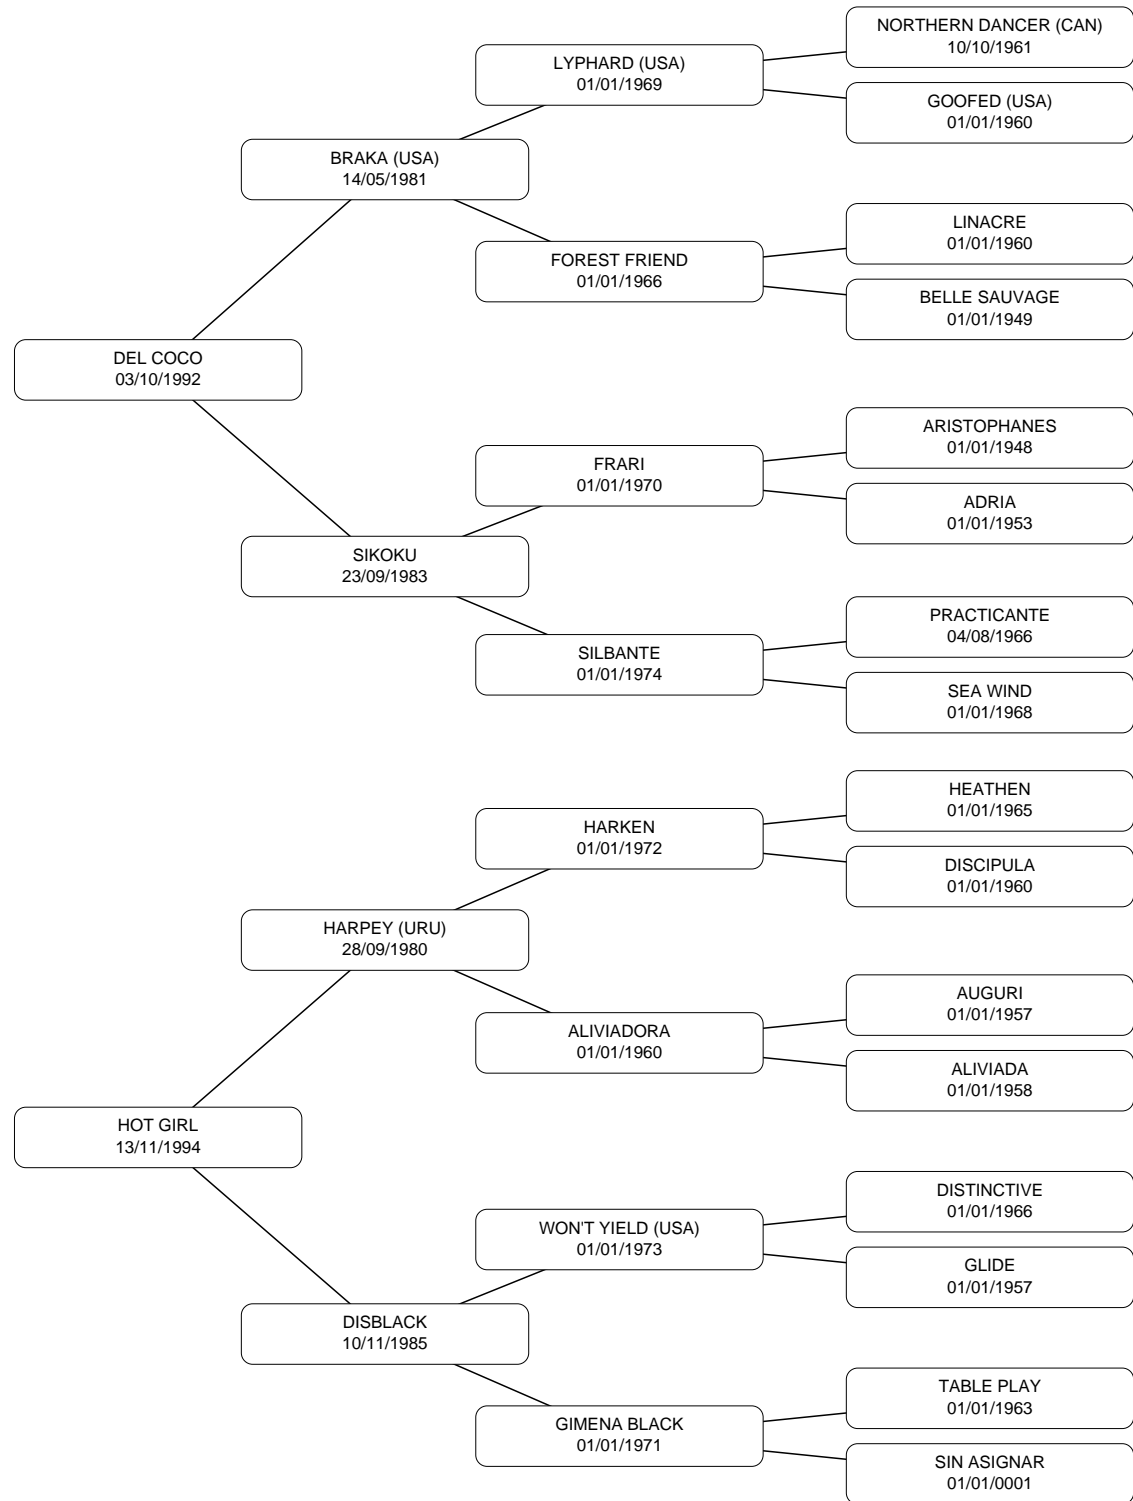 NORTHERN DANCER (CAN)
10/10/1961
LYPHARD (USA)
01/01/1969
GOOFED (USA)
01/01/1960
BRAKA (USA)
14/05/1981
LINACRE
01/01/1960
FOREST FRIEND
01/01/1966
BELLE SAUVAGE
01/01/1949
DEL COCO
03/10/1992
ARISTOPHANES
01/01/1948
FRARI
01/01/1970
ADRIA
01/01/1953
SIKOKU
23/09/1983
PRACTICANTE
04/08/1966
SILBANTE
01/01/1974
SEA WIND
01/01/1968
HEATHEN
01/01/1965
HARKEN
01/01/1972
DISCIPULA
01/01/1960
HARPEY (URU)
28/09/1980
AUGURI
01/01/1957
ALIVIADORA
01/01/1960
ALIVIADA
01/01/1958
HOT GIRL
13/11/1994
DISTINCTIVE
01/01/1966
WON'T YIELD (USA)
01/01/1973
GLIDE
01/01/1957
DISBLACK
10/11/1985
TABLE PLAY
01/01/1963
GIMENA BLACK
01/01/1971
SIN ASIGNAR
01/01/0001